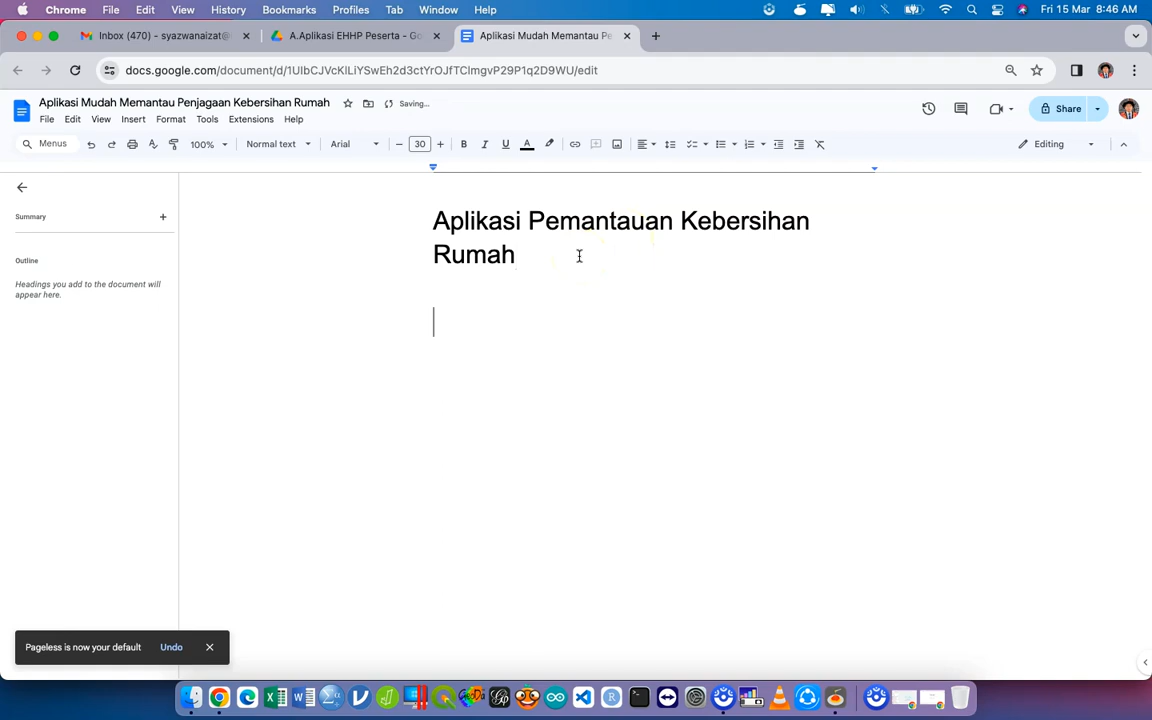 Chrome File Edit View History Bookmarks Profiles Tab Window Help Fri 15 Mar 8:46 AM
Inbox (470) - syazwanaizat@
A.Aplikasi EHHP Peserta - Go
Aplikasi Mudah Memantau Pe
docs.google.com/document/d/1UIbCJVcKlLiYSwEh2d3ctYrOJfTClmgvP29P1q2D9WU/edit
Aplikasi Mudah Memantau Penjagaan Kebersihan Rumah Saving…
Share
File Edit View Insert Format Tools Extensions Help
Menus 100% Normal text Arial 30 B I U A Editing
Summary
Outline
Headings you add to the document will
appear here.
Aplikasi Pemantauan Kebersihan
Rumah
Pageless is now your default Undo